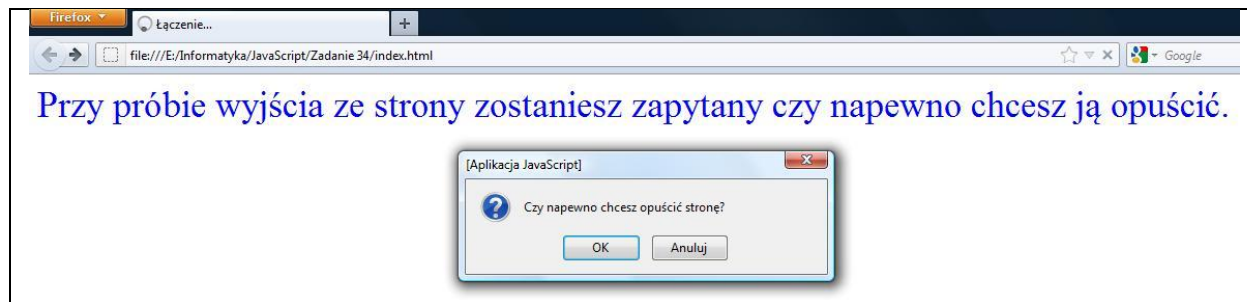 Firefox
Łączenie...
file:///E:/Informatyka/JavaScript/Zadanie 34/index.html
Google
Przy próbie wyjścia ze strony zostaniesz zapytany czy napewno chcesz ją opuścić.
[Aplikacja JavaScript]
Czy napewno chcesz opuścić stronę?
OK Anuluj